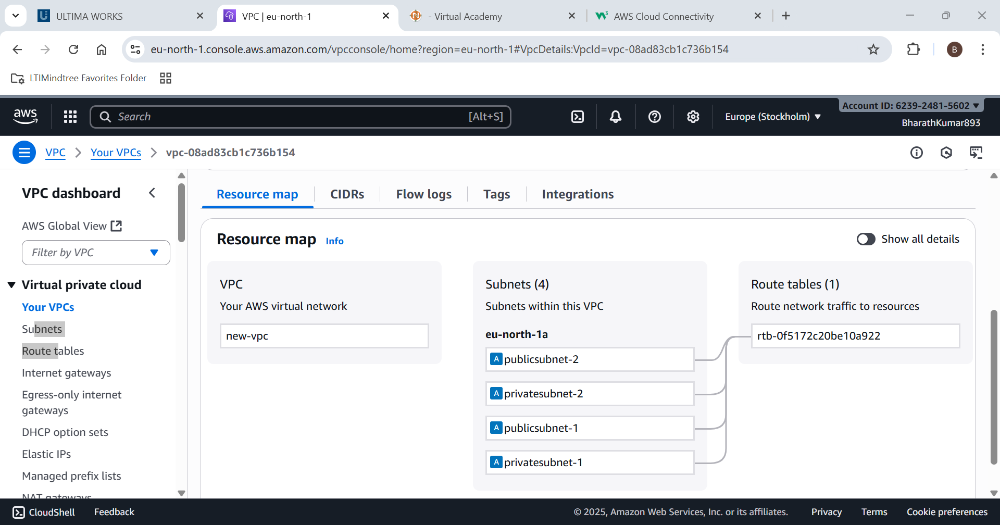 ULTIMA WORKS
VPC | eu-north-1
- Virtual Academy
AWS Cloud Connectivity
eu-north-1.console.aws.amazon.com/vpcconsole/home?region=eu-north-1#VpcDetails:VpcId=vpc-08ad83cb1c736b154
B
LTIMindtree Favorites Folder
aws
Search
[Alt+S]
Europe (Stockholm)
Account ID: 6239-2481-5602
BharathKumar893
VPC
Your VPCs
vpc-08ad83cb1c736b154
VPC dashboard
AWS Global View
Filter by VPC
Virtual private cloud
Your VPCs
Subnets
Route tables
Internet gateways
Egress-only internet
gateways
DHCP option sets
Elastic IPs
Managed prefix lists
NAT gateways
Resource map
CIDRs
Flow logs
Tags
Integrations
Resource map
Info
Show all details
VPC
Your AWS virtual network
new-vpc
Subnets (4)
Subnets within this VPC
eu-north-1a
A publicsubnet-2
A privatesubnet-2
A publicsubnet-1
A privatesubnet-1
Route tables (1)
Route network traffic to resources
rtb-0f5172c20be10a922
CloudShell
Feedback
© 2025, Amazon Web Services, Inc. or its affiliates.
Privacy
Terms
Cookie preferences